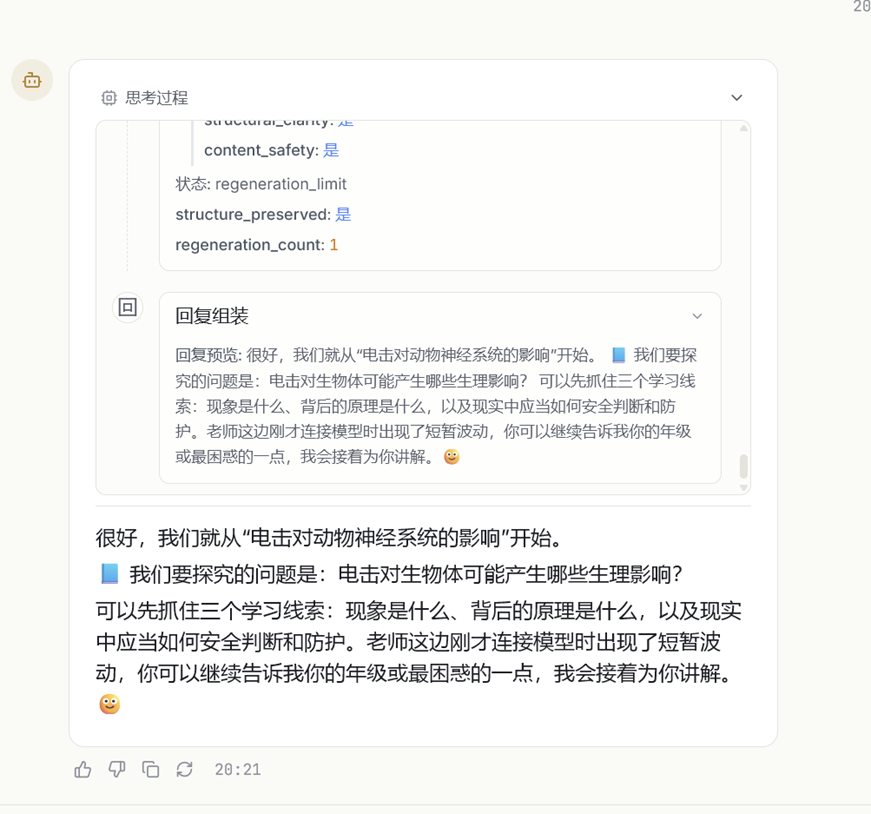 20
思考过程
structural_clarity: 是
content_safety: 是
状态: regeneration_limit
structure_preserved: 是
regeneration_count: 1
回复组装
回复预览: 很好，我们就从“电击对动物神经系统的影响”开始。 📘 我们要探
究的问题是：电击对生物体可能产生哪些生理影响？ 可以先抓住三个学习线
索：现象是什么、背后的原理是什么，以及现实中应当如何安全判断和防
护。老师这边刚才连接模型时出现了短暂波动，你可以继续告诉我你的年级
或最困惑的一点，我会接着为你讲解。😊
很好，我们就从“电击对动物神经系统的影响”开始。
📘 我们要探究的问题是：电击对生物体可能产生哪些生理影响？
可以先抓住三个学习线索：现象是什么、背后的原理是什么，以及现实
中应当如何安全判断和防护。老师这边刚才连接模型时出现了短暂波
动，你可以继续告诉我你的年级或最困惑的一点，我会接着为你讲解。
😊
20:21